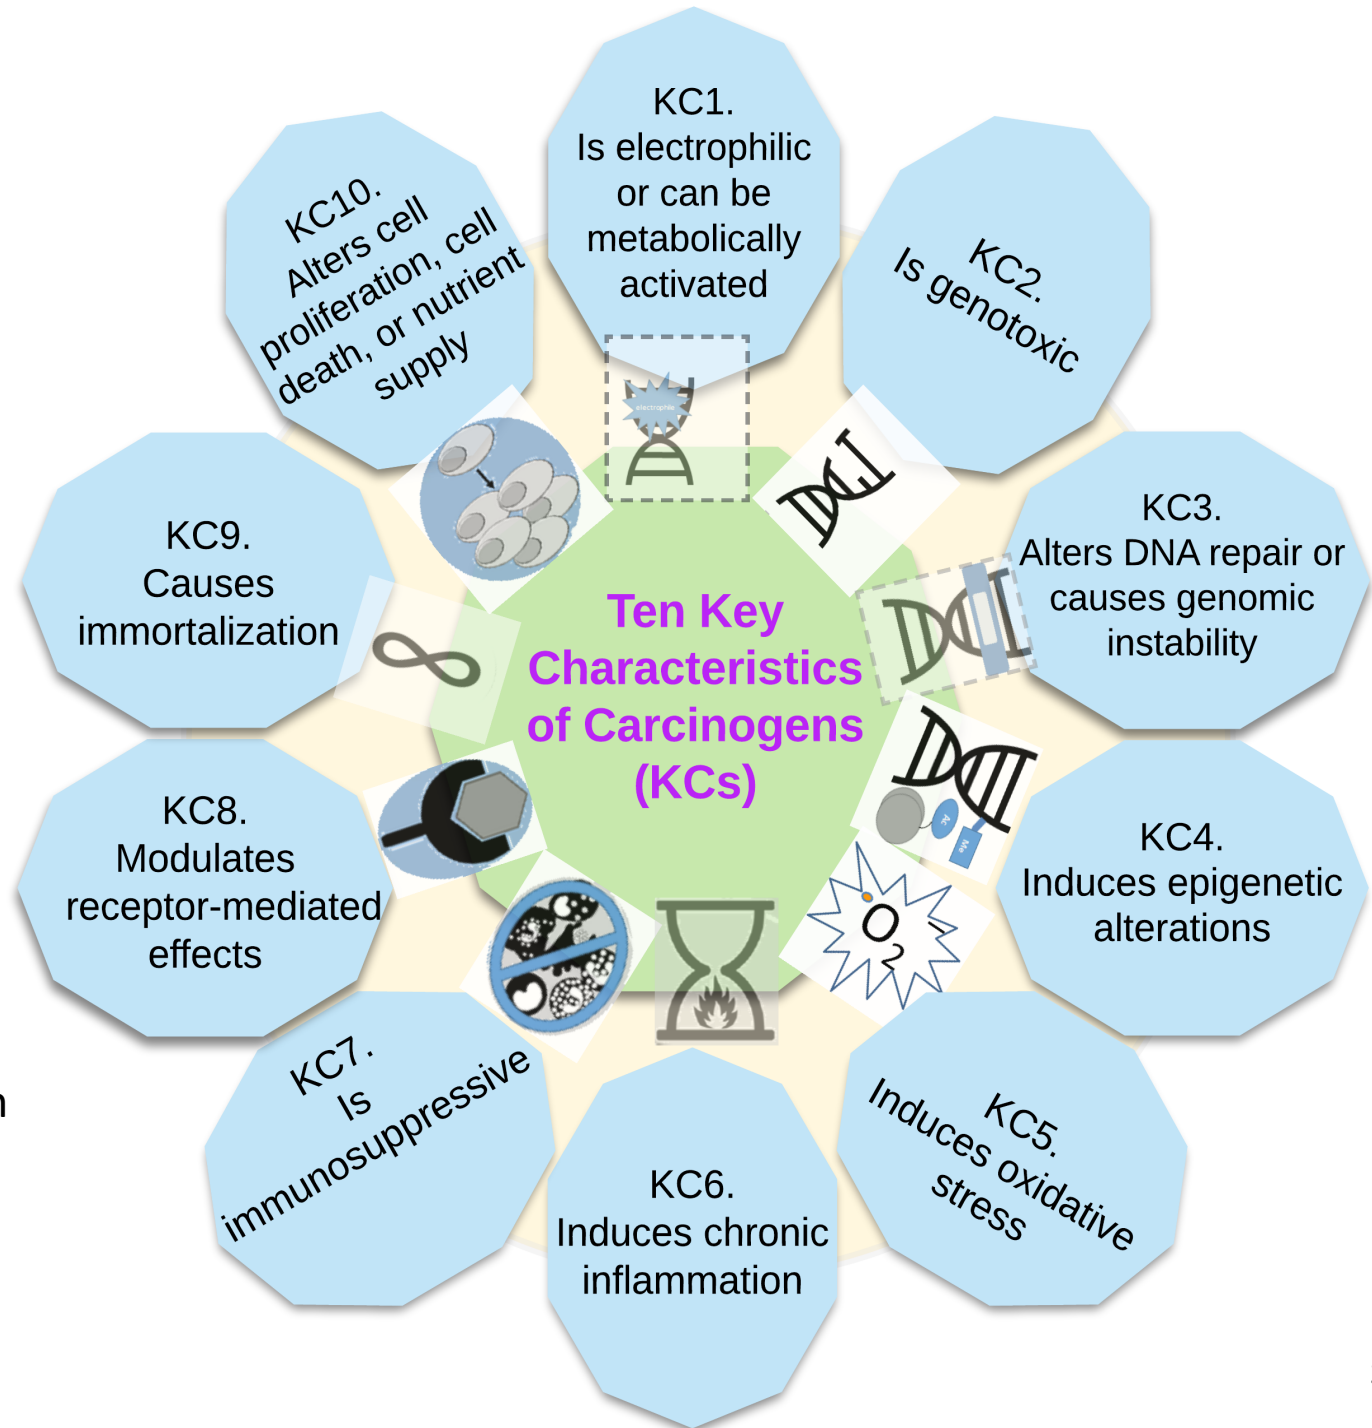 KC1.
Is electrophilic
or can be
metabolically
activated
KC2.
Is genotoxic
KC3.
Alters DNA repair or
causes genomic
instability
KC4.
Induces epigenetic
alterations
KC5.
Induces oxidative
stress
KC6.
Induces chronic
inflammation
KC7.
Is
immunosuppressive
KC8.
Modulates
receptor-mediated
effects
KC9.
Causes
immortalization
KC10.
Alters cell
proliferation, cell
death, or nutrient
supply
electrophile
Ac
Me
O2 –
Ten Key
Characteristics
of Carcinogens
(KCs)